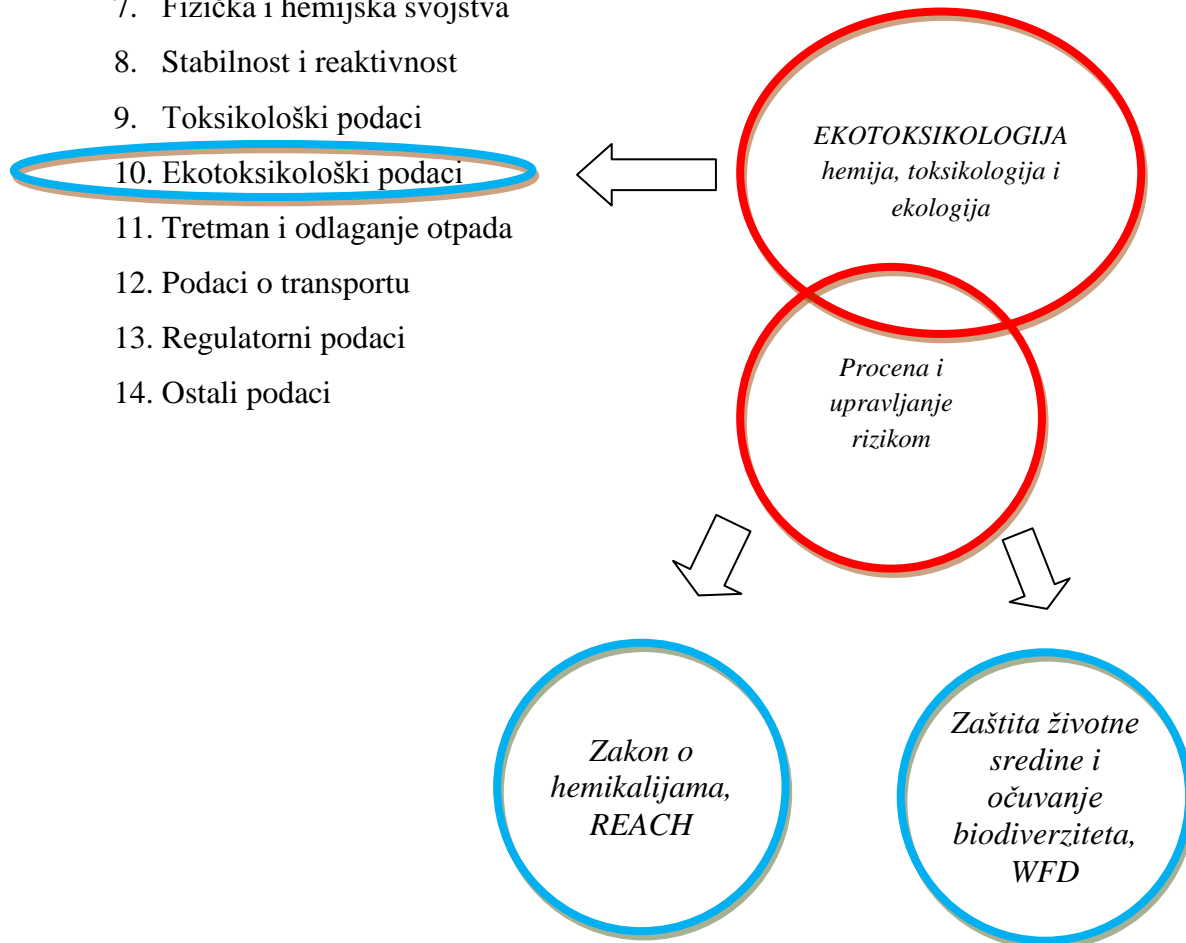 7. Fizička i hemijska svojstva
8. Stabilnost i reaktivnost
9. Toksikološki podaci
10. Ekotoksikološki podaci
11. Tretman i odlaganje otpada
12. Podaci o transportu
13. Regulatorni podaci
14. Ostali podaci
EKOTOKSIKOLOGIJA
hemija, toksikologija i
ekologija
Procena i
upravljanje
rizikom
Zakon o
hemikalijama,
REACH
Zaštita životne
sredine i
očuvanje
biodiverziteta,
WFD